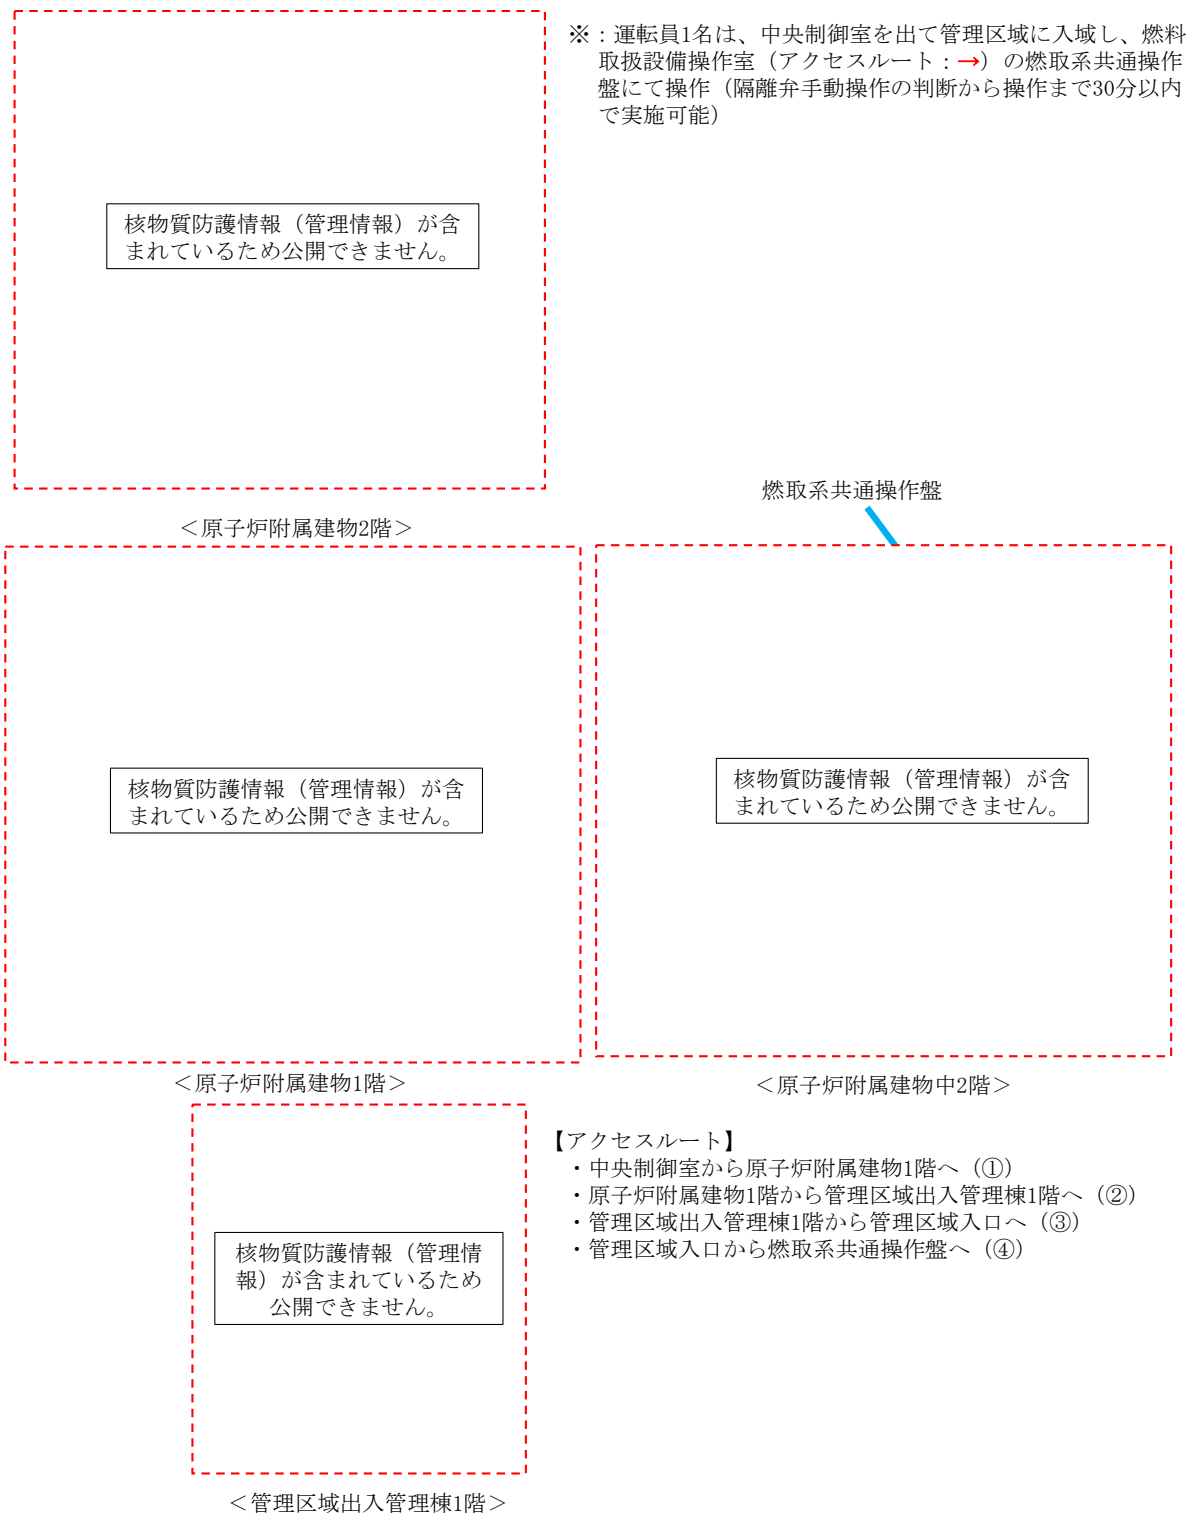 ※：運転員1名は、中央制御室を出て管理区域に入域し、燃料
取扱設備操作室（アクセスルート：→）の燃取系共通操作
盤にて操作（隔離弁手動操作の判断から操作まで30分以内
で実施可能）
核物質防護情報（管理情報）が含
まれているため公開できません。
＜原子炉附属建物2階＞
燃取系共通操作盤
核物質防護情報（管理情報）が含
まれているため公開できません。
＜原子炉附属建物1階＞
核物質防護情報（管理情報）が含
まれているため公開できません。
＜原子炉附属建物中2階＞
核物質防護情報（管理情
報）が含まれているため
公開できません。
＜管理区域出入管理棟1階＞
【アクセスルート】
・中央制御室から原子炉附属建物1階へ（①）
・原子炉附属建物1階から管理区域出入管理棟1階へ（②）
・管理区域出入管理棟1階から管理区域入口へ（③）
・管理区域入口から燃取系共通操作盤へ（④）